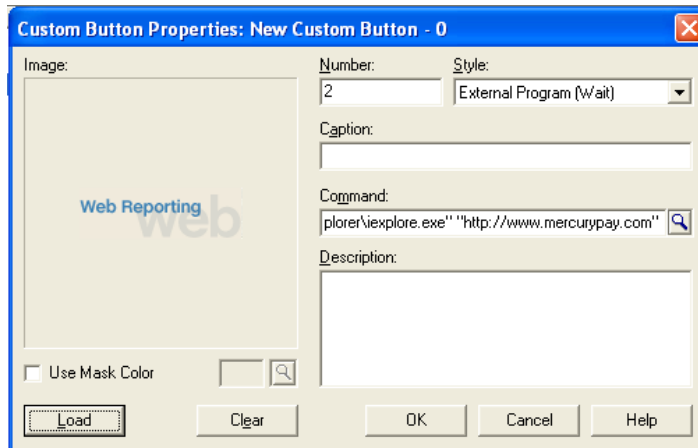 Custom Button Properties: New Custom Button - 0
Image:
Number:
Style:
2
External Program (Wait)
Caption:
Web Reporting
web
Command:
plorer\iexplore.exe" "http://www.mercurypay.com"
Description:
Use Mask Color
Load
Clear
OK
Cancel
Help